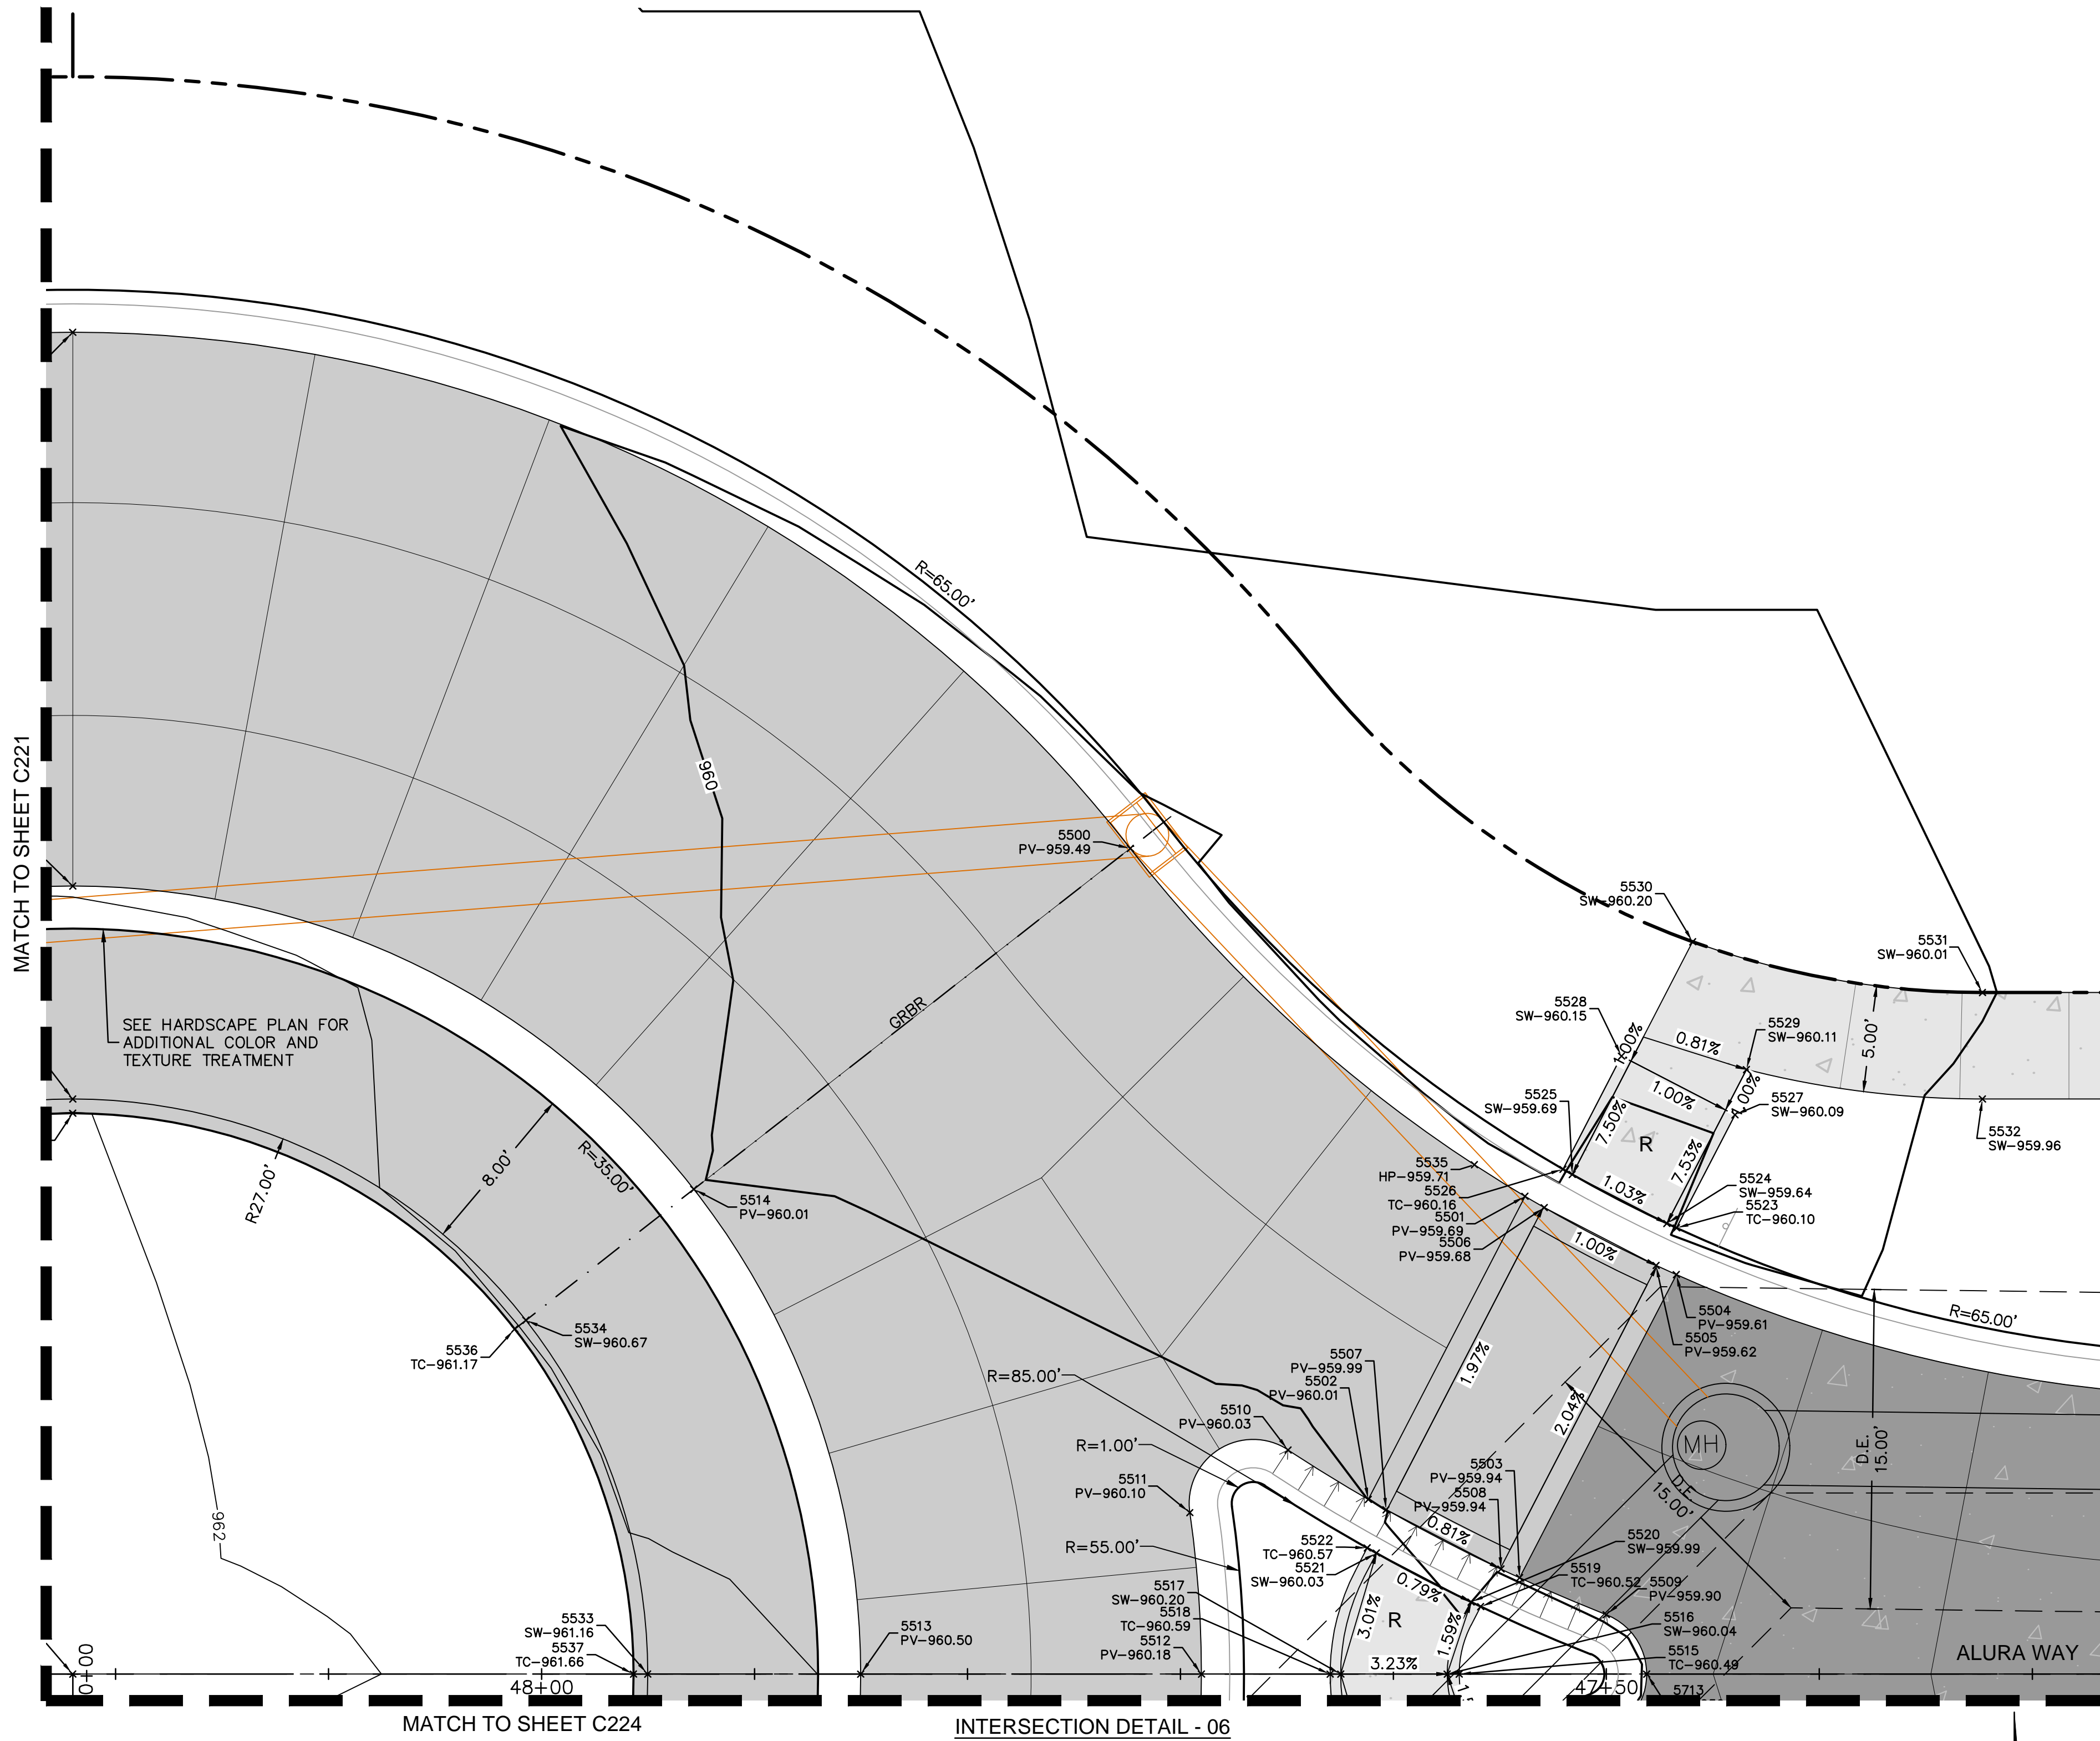 R=65.00'
960
5500
PV-959.49
5530
SW-960.20
5531
SW-960.01
MATCH TO SHEET C221
SEE HARDSCAPE PLAN FOR
ADDITIONAL COLOR AND
TEXTURE TREATMENT
GRBR
5528
SW-960.15
1.00%
0.81%
5529
SW-960.11
5.00'
1.00%
1.00%
5527
SW-960.09
5525
SW-959.69
7.50%
R
7.53%
5532
SW-959.96
R27.00'
8.00'
R=35.00'
5514
PV-960.01
5535
HP-959.71
5526
TC-960.16
5501
PV-959.69
5506
PV-959.68
1.03%
5524
SW-959.64
5523
TC-960.10
1.00%
5504
PV-959.61
5505
PV-959.62
R=65.00'
5534
SW-960.67
5536
TC-961.17
R=85.00'
5507
PV-959.99
5502
PV-960.01
1.97%
2.04%
5510
PV-960.03
R=1.00'
5511
PV-960.10
5503
PV-959.94
5508
PV-959.94
MH
D.E.
15.00'
D.E.
15.00'
962
R=55.00'
0.81%
5522
TC-960.57
5521
SW-960.03
5520
SW-959.99
5519
TC-960.52
5509
PV-959.90
5517
SW-960.20
5518
TC-960.59
5512
PV-960.18
0.79%
3.01%
R
1.59%
3.23%
5516
SW-960.04
5515
TC-960.49
5533
SW-961.16
5537
TC-961.66
5513
PV-960.50
ALURA WAY
0+00
48+00
47+50
5713
MATCH TO SHEET C224
INTERSECTION DETAIL - 06